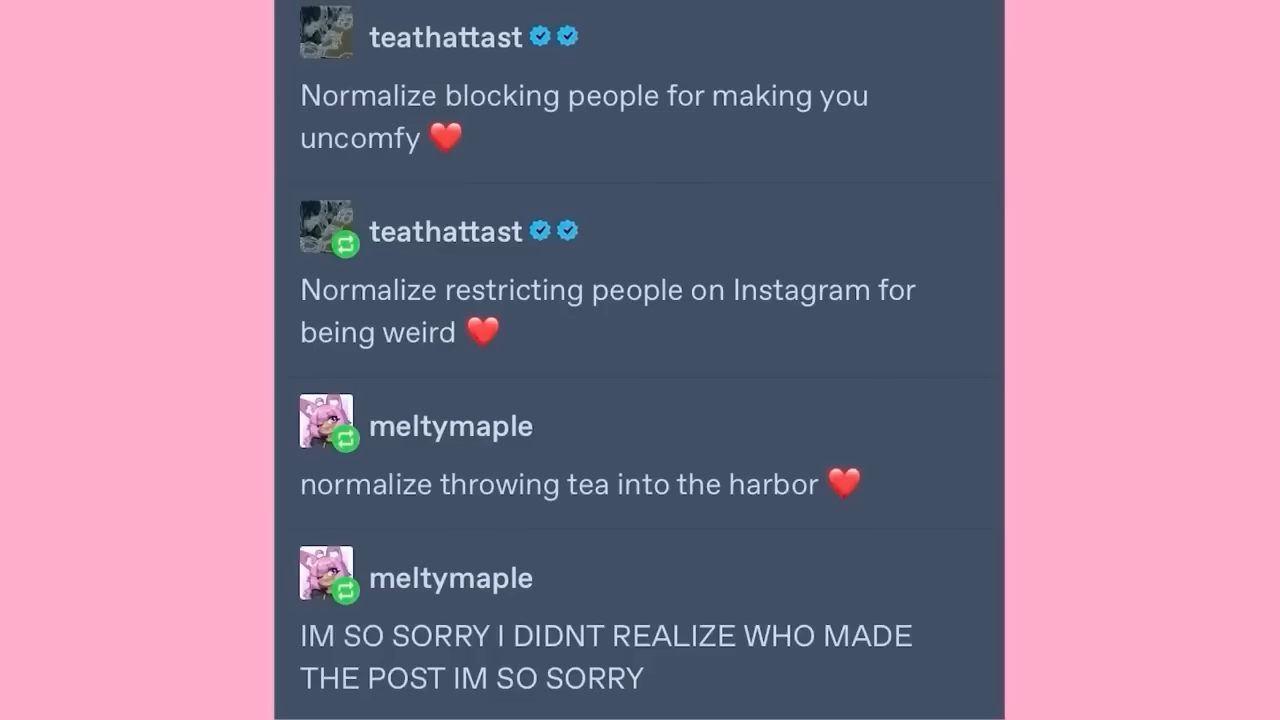 teathattast
Normalize blocking people for making you
uncomfy ❤️
teathattast
Normalize restricting people on Instagram for
being weird ❤️
meltymaple
normalize throwing tea into the harbor ❤️
meltymaple
IM SO SORRY I DIDNT REALIZE WHO MADE
THE POST IM SO SORRY